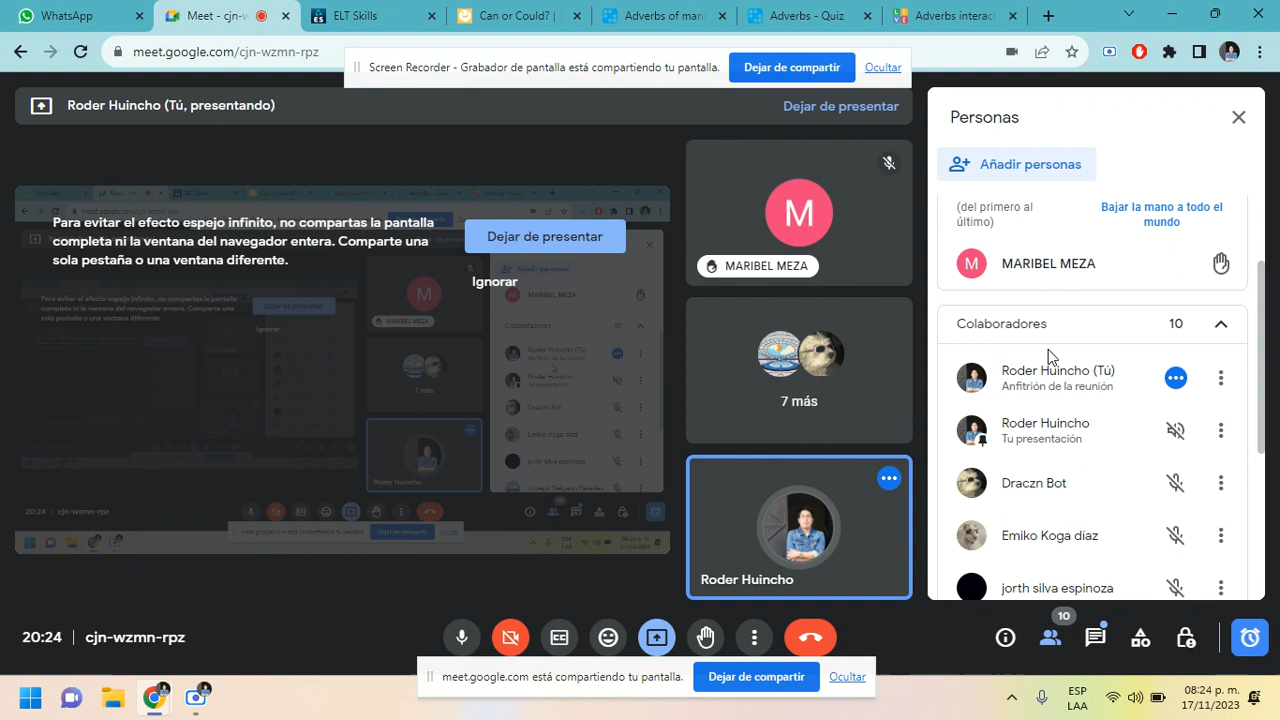 WhatsApp
Meet - cjn-w
ELT Skills
Can or Could?
Adverbs of man
Adverbs - Quiz
Adverbs interac
meet.google.com/cjn-wzmn-rpz
Screen Recorder - Grabador de pantalla está compartiendo tu pantalla.
Dejar de compartir
Ocultar
Roder Huincho (Tú, presentando)
Dejar de presentar
Para evitar el efecto espejo infinito, no compartas la pantalla
completa ni la ventana del navegador entera. Comparte una
sola pestaña o una ventana diferente.
Dejar de presentar
Ignorar
M
MARIBEL MEZA
7 más
Roder Huincho
Personas
Añadir personas
(del primero al
último)
Bajar la mano a todo el
mundo
M
MARIBEL MEZA
Colaboradores
10
Roder Huincho (Tú)
Anfitrión de la reunión
Roder Huincho
Tu presentación
Draczn Bot
Emiko Koga díaz
jorth silva espinoza
20:24
cjn-wzmn-rpz
10
meet.google.com está compartiendo tu pantalla.
Dejar de compartir
Ocultar
ESP
LAA
08:24 p. m.
17/11/2023